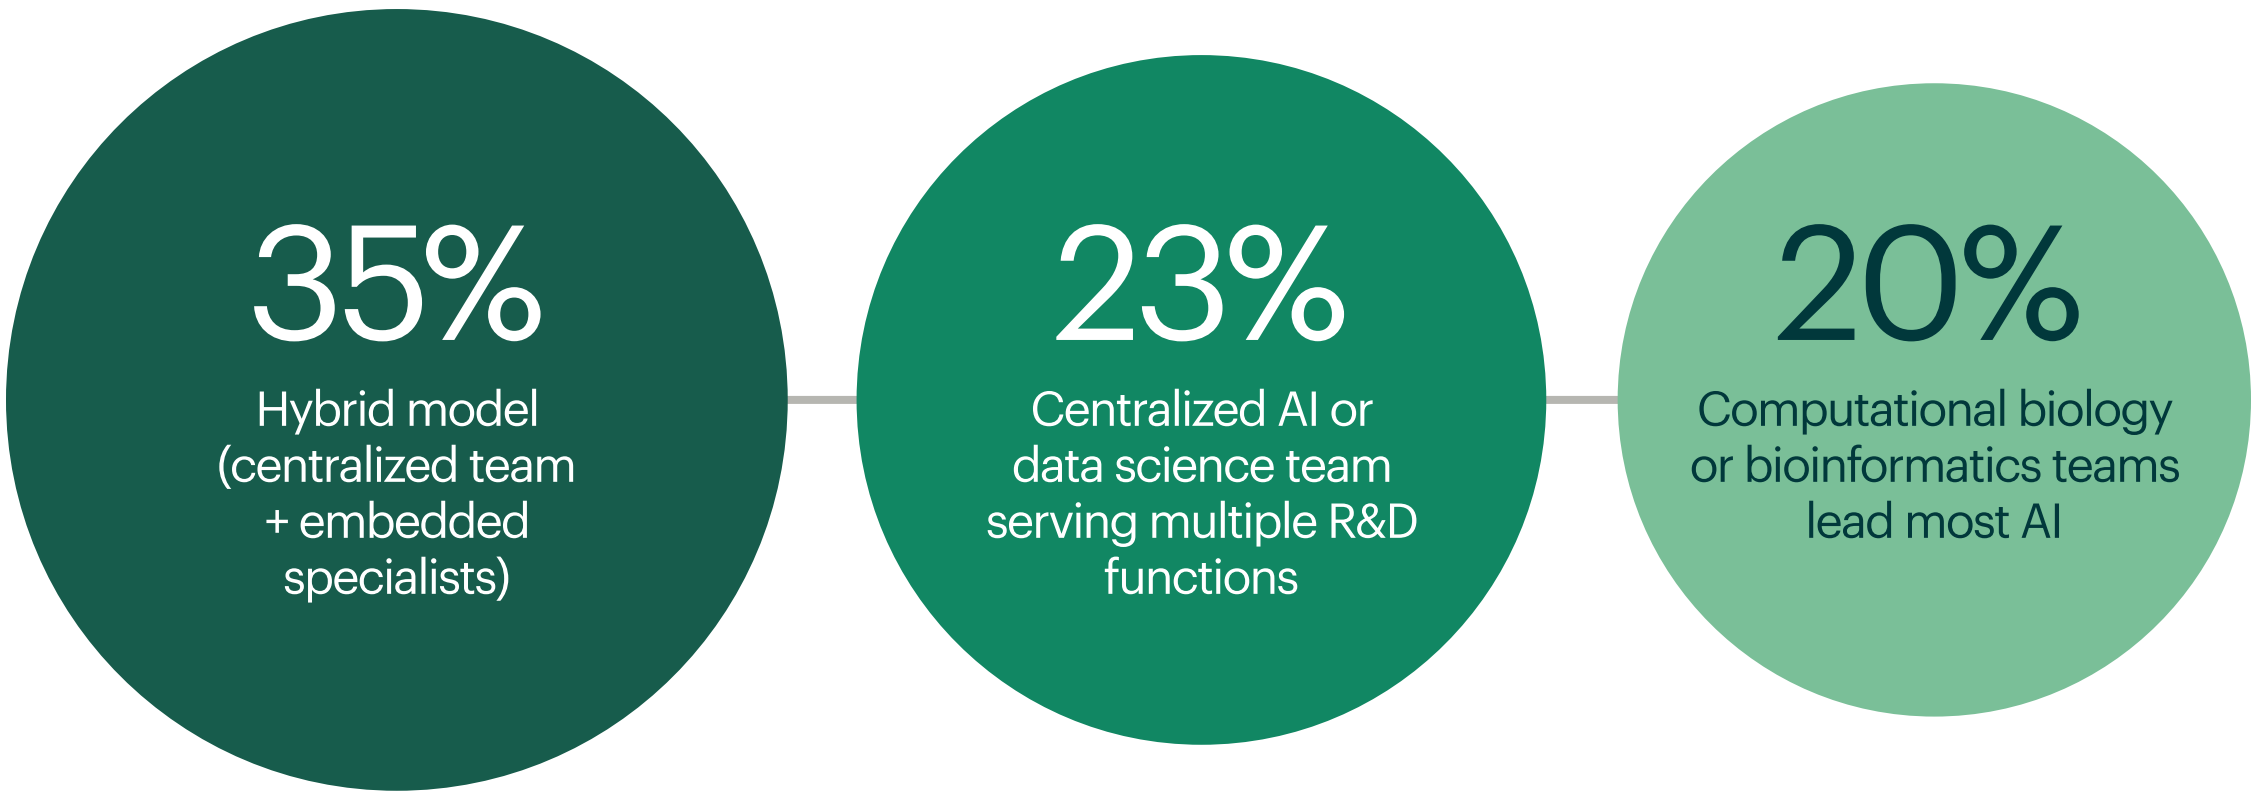 35%
Hybrid model
(centralized team
+ embedded
specialists)
23%
Centralized AI or
data science team
serving multiple R&D
functions
20%
Computational biology
or bioinformatics teams
lead most AI